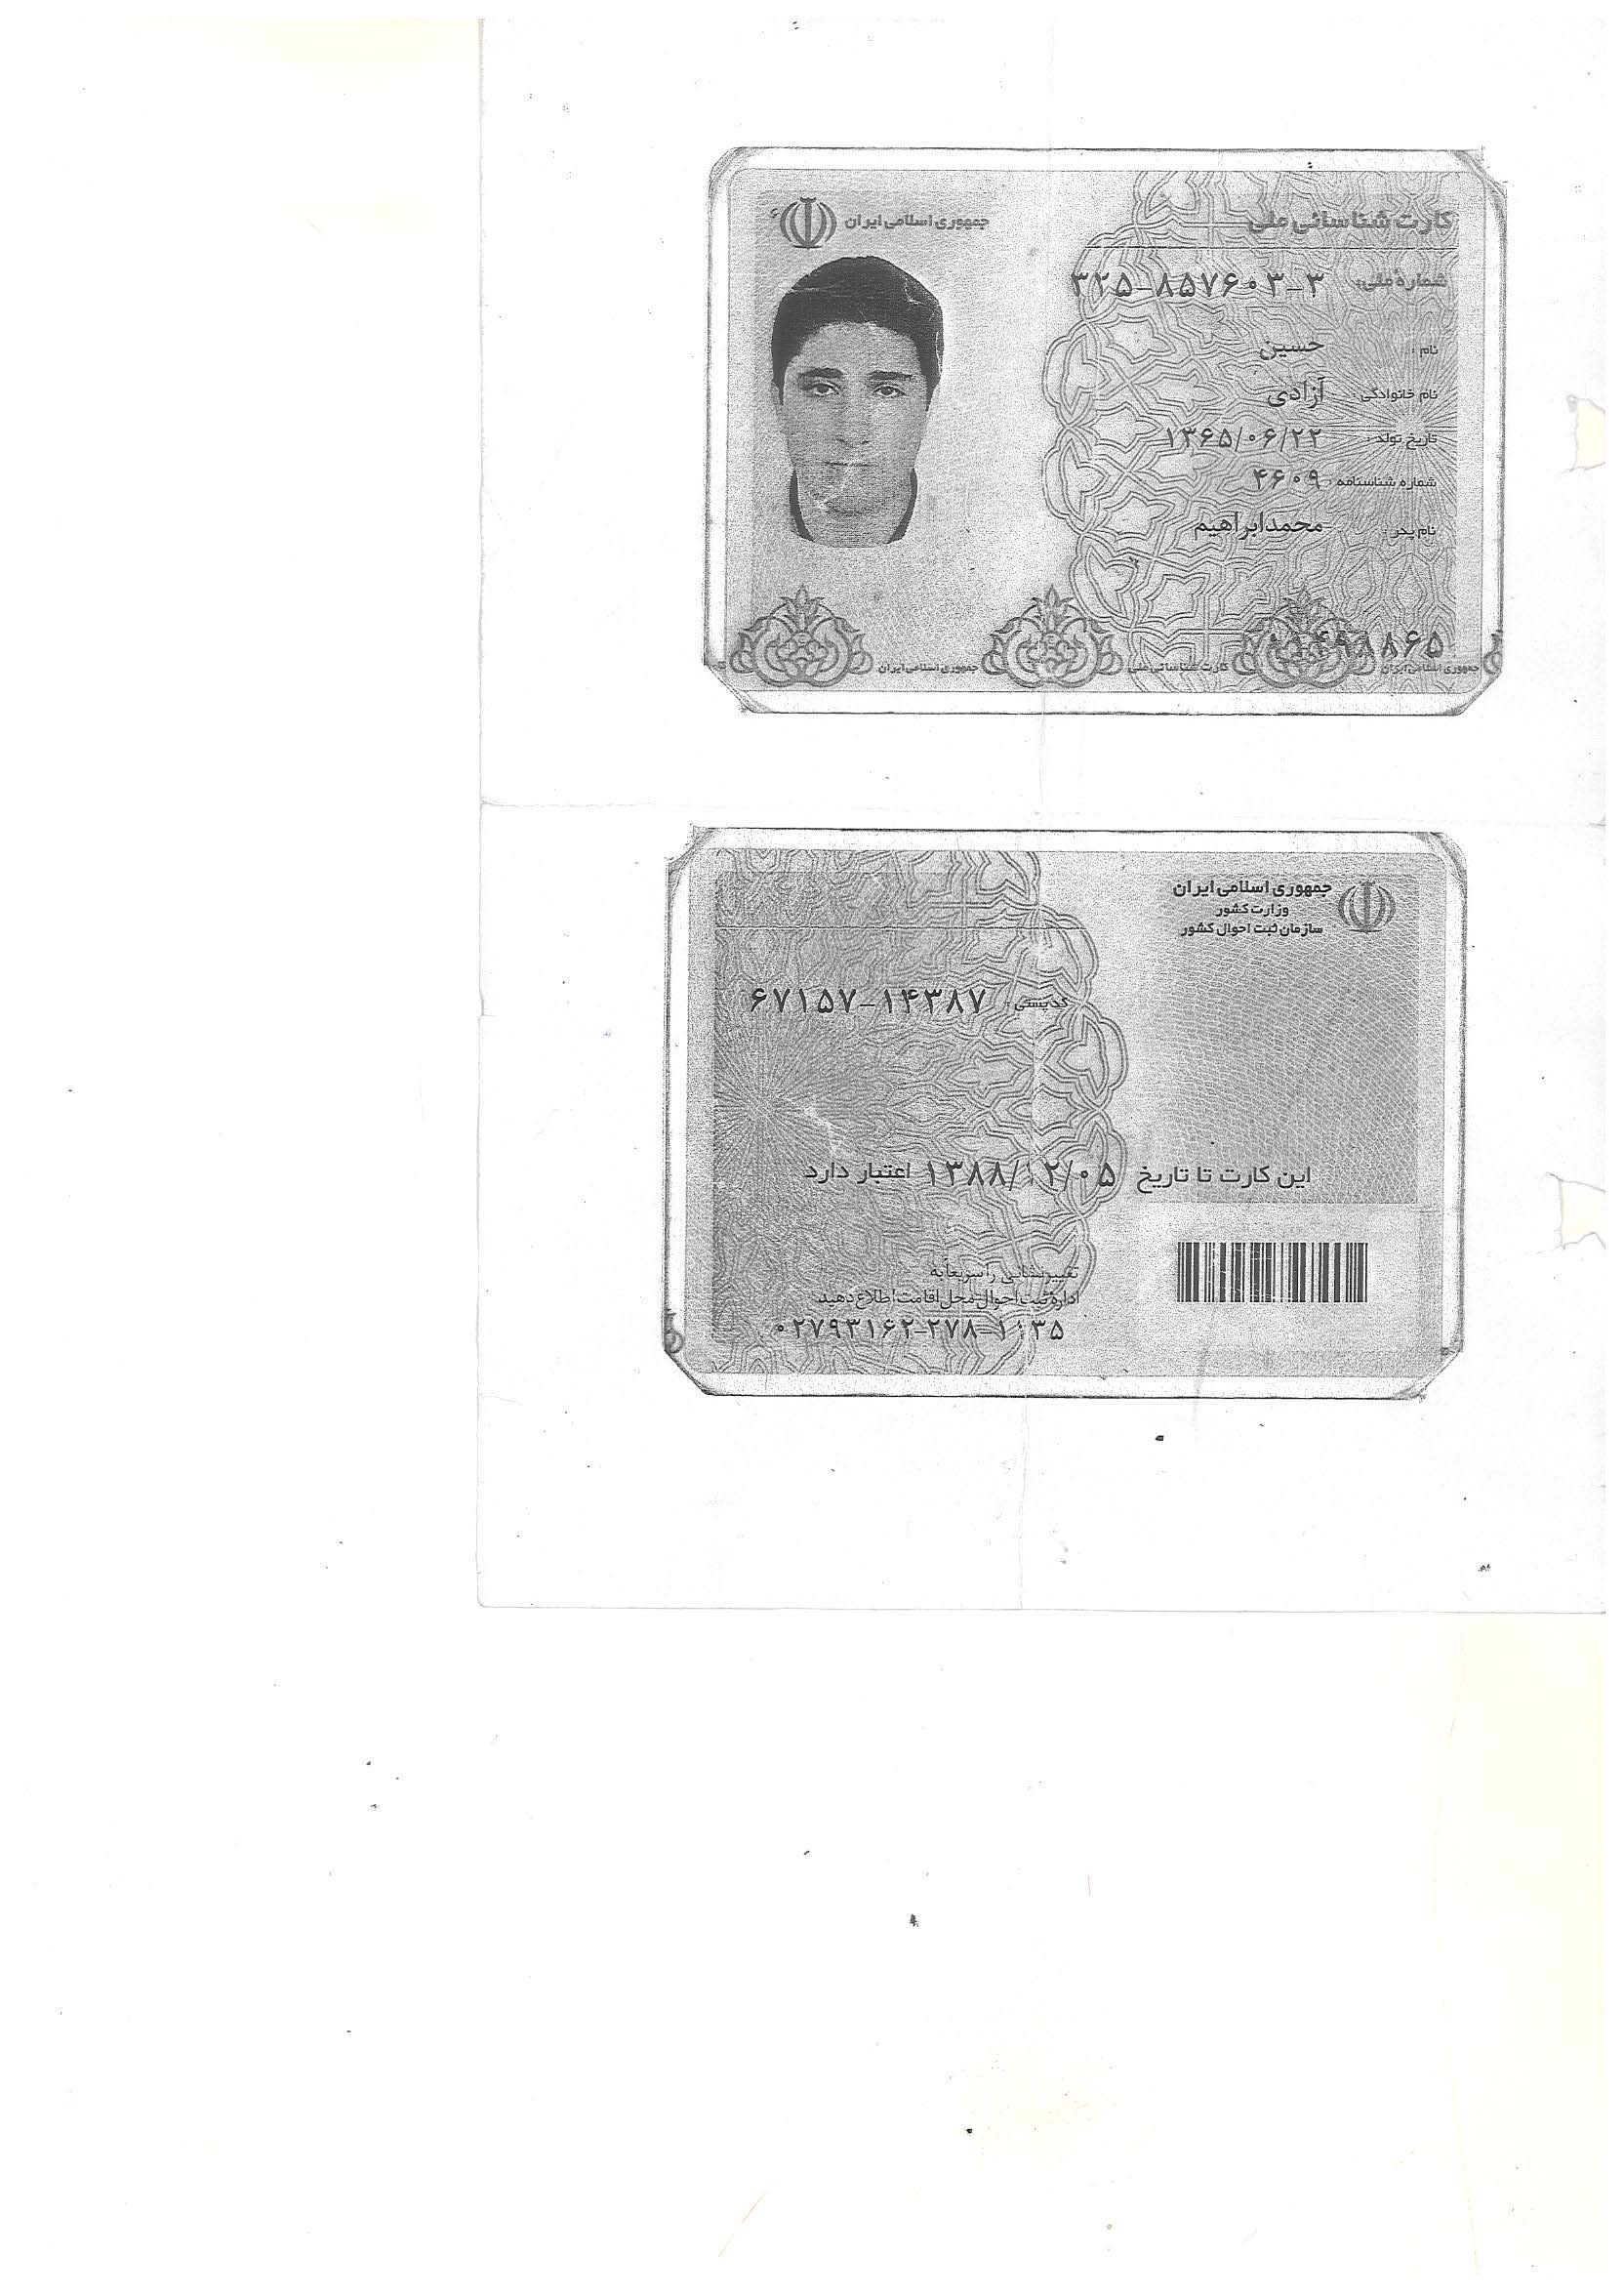 جمهوری اسلامی ایران
کارت شناسائی ملی
شماره ملی: ۳۲۵-۸۵۷۶۰۳-۳
نام: حسین
نام خانوادگی: آزادی
تاریخ تولد: ۱۳۶۵/۰۶/۲۲
شماره شناسنامه: ۴۶۰۹
نام پدر: محمدابراهیم
جمهوری اسلامی ایران کارت شناسائی ملی جمهوری اسلامی ایران
جمهوری اسلامی ایران
وزارت کشور
سازمان ثبت احوال کشور
کدپستی: ۶۷۱۵۷-۱۴۳۸۷
این کارت تا تاریخ ۱۳۸۸/۱۲/۰۵ اعتبار دارد
تغییر نشانی را سریعا به
اداره ثبت احوال محل اقامت اطلاع دهید
۰۲۷۹۳۱۶۲-۲۷۸-۱۰۳۵